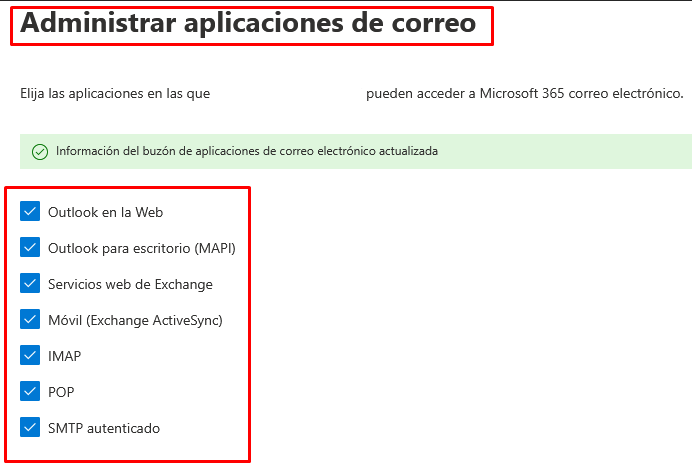 Administrar aplicaciones de correo
Elija las aplicaciones en las que pueden acceder a Microsoft 365 correo electrónico.
Información del buzón de aplicaciones de correo electrónico actualizada
Outlook en la Web
Outlook para escritorio (MAPI)
Servicios web de Exchange
Móvil (Exchange ActiveSync)
IMAP
POP
SMTP autenticado